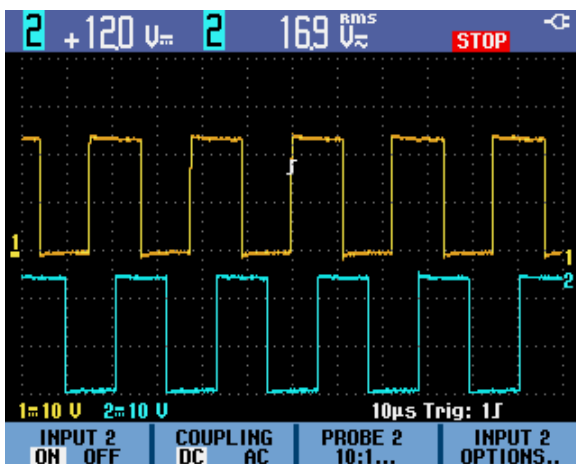 2 +12.0 V 2 16.9 V RMS STOP
1
1
2
1 10 V 2 10 V 10µs Trig: 1
INPUT 2 COUPLING PROBE 2 INPUT 2
ON OFF DC AC 10:1... OPTIONS..